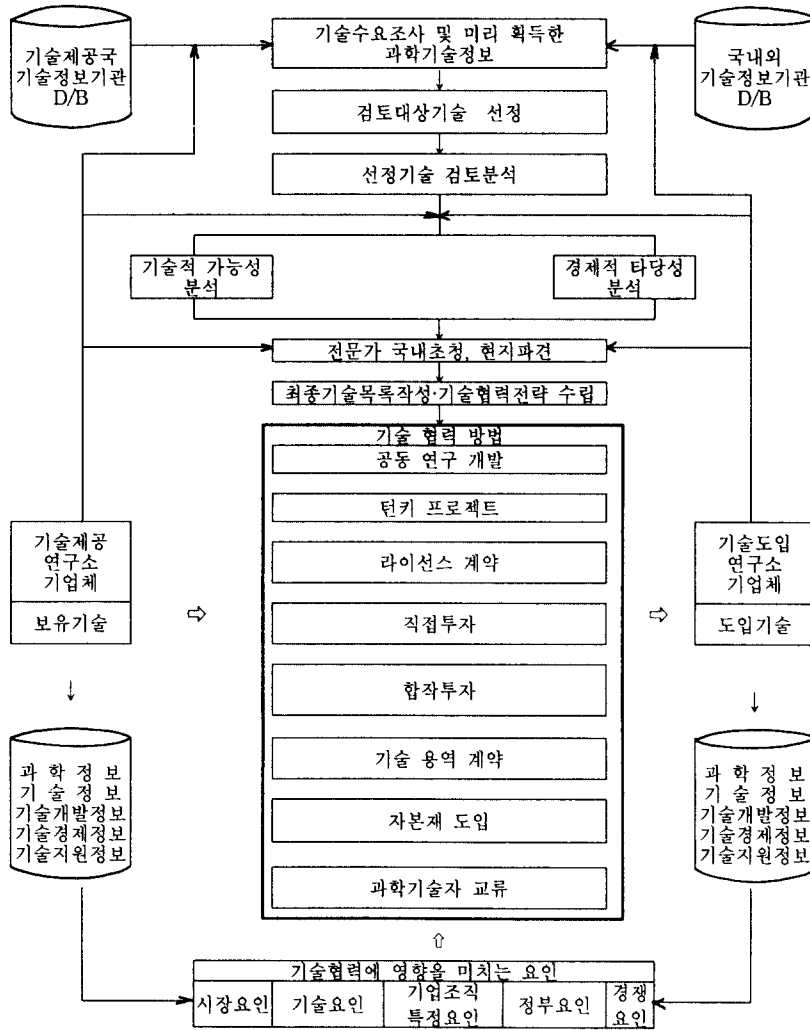 기술제공국
기술정보기관
D/B
기술수요조사 및 미리 획득한
과학기술정보
국내외
기술정보기관
D/B
검토대상기술 선정
선정기술 검토분석
기술적 가능성
분석
경제적 타당성
분석
전문가 국내초청, 현지파견
최종기술목록작성·기술협력전략 수립
기술 협력 방법
공동 연구 개발
턴키 프로젝트
라이선스 계약
직접투자
합작투자
기술 용역 계약
자본재 도입
과학기술자 교류
기술제공
연구소
기업체
보유기술
기술도입
연구소
기업체
도입기술
과 학 정 보
기 술 정 보
기술개발정보
기술경제정보
기술지원정보
과 학 정 보
기 술 정 보
기술개발정보
기술경제정보
기술지원정보
기술협력에 영향을 미치는 요인
시장요인
기술요인
기업조직
특정요인
정부요인
경쟁
요인